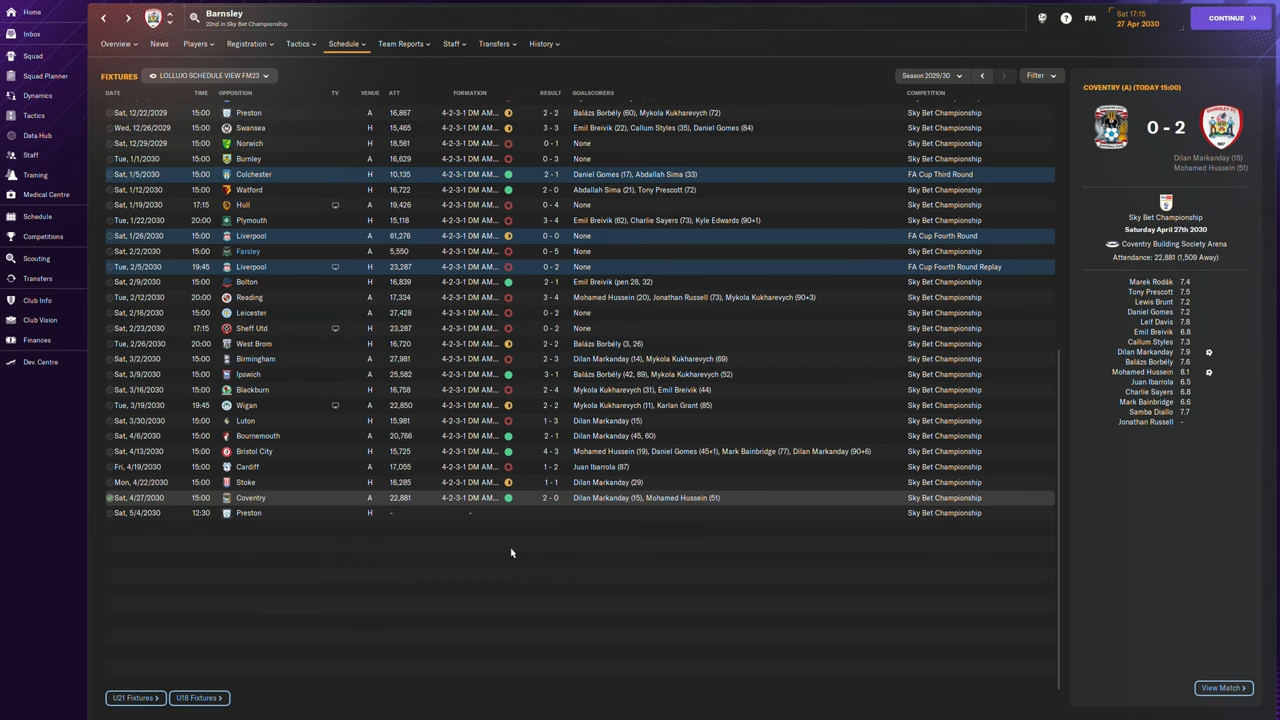 Home
Barnsley
22nd in Sky Bet Championship
Sat 17:15
27 Apr 2030
FM
CONTINUE
Inbox
Squad
Squad Planner
Dynamics
Tactics
Data Hub
Staff
Training
Medical Centre
Schedule
Competitions
Scouting
Transfers
Club Info
Club Vision
Finances
Dev. Centre
Overview News Players Registration Tactics Schedule Team Reports Staff Transfers History
FIXTURES LOLLUJO SCHEDULE VIEW FM23 Season 2029/30 Filter
DATE TIME OPPOSITION TV VENUE ATT FORMATION RESULT GOALSCORERS COMPETITION
Sat, 12/22/2029 15:00 Preston A 16,867 4-2-3-1 DM AM... 2 - 2 Balázs Borbély (60), Mykola Kukharevych (72) Sky Bet Championship
Wed, 12/26/2029 15:00 Swansea H 15,465 4-2-3-1 DM AM... 3 - 3 Emil Breivik (22), Callum Styles (35), Daniel Gomes (84) Sky Bet Championship
Sat, 12/29/2029 15:00 Norwich H 18,561 4-2-3-1 DM AM... 0 - 1 None Sky Bet Championship
Tue, 1/1/2030 15:00 Burnley A 16,629 4-2-3-1 DM AM... 0 - 3 None Sky Bet Championship
Sat, 1/5/2030 15:00 Colchester H 10,135 4-2-3-1 DM AM... 2 - 1 Daniel Gomes (17), Abdallah Sima (33) FA Cup Third Round
Sat, 1/12/2030 15:00 Watford H 16,722 4-2-3-1 DM AM... 2 - 0 Abdallah Sima (21), Tony Prescott (72) Sky Bet Championship
Sat, 1/19/2030 17:15 Hull A 19,426 4-2-3-1 DM AM... 0 - 4 None Sky Bet Championship
Tue, 1/22/2030 20:00 Plymouth H 15,118 4-2-3-1 DM AM... 3 - 4 Emil Breivik (62), Charlie Sayers (73), Kyle Edwards (90+1) Sky Bet Championship
Sat, 1/26/2030 15:00 Liverpool A 61,276 4-2-3-1 DM AM... 0 - 0 None FA Cup Fourth Round
Sat, 2/2/2030 15:00 Farsley A 5,550 4-2-3-1 DM AM... 0 - 5 None Sky Bet Championship
Tue, 2/5/2030 19:45 Liverpool H 23,287 4-2-3-1 DM AM... 0 - 2 None FA Cup Fourth Round Replay
Sat, 2/9/2030 15:00 Bolton H 16,839 4-2-3-1 DM AM... 2 - 1 Emil Breivik (pen 28, 32) Sky Bet Championship
Tue, 2/12/2030 20:00 Reading A 17,334 4-2-3-1 DM AM... 3 - 4 Mohamed Hussein (20), Jonathan Russell (73), Mykola Kukharevych (90+3) Sky Bet Championship
Sat, 2/16/2030 15:00 Leicester A 27,428 4-2-3-1 DM AM... 0 - 2 None Sky Bet Championship
Sat, 2/23/2030 17:15 Sheff Utd H 23,287 4-2-3-1 DM AM... 0 - 2 None Sky Bet Championship
Tue, 2/26/2030 20:00 West Brom H 16,720 4-2-3-1 DM AM... 2 - 2 Balázs Borbély (3, 26) Sky Bet Championship
Sat, 3/2/2030 15:00 Birmingham A 27,981 4-2-3-1 DM AM... 2 - 3 Dilan Markanday (14), Mykola Kukharevych (69) Sky Bet Championship
Sat, 3/9/2030 15:00 Ipswich A 25,582 4-2-3-1 DM AM... 3 - 1 Balázs Borbély (42, 89), Mykola Kukharevych (52) Sky Bet Championship
Sat, 3/16/2030 15:00 Blackburn H 16,758 4-2-3-1 DM AM... 2 - 4 Mykola Kukharevych (31), Emil Breivik (44) Sky Bet Championship
Tue, 3/19/2030 19:45 Wigan A 22,850 4-2-3-1 DM AM... 2 - 2 Mykola Kukharevych (11), Karlan Grant (85) Sky Bet Championship
Sat, 3/30/2030 15:00 Luton H 15,981 4-2-3-1 DM AM... 1 - 3 Dilan Markanday (15) Sky Bet Championship
Sat, 4/6/2030 15:00 Bournemouth A 20,766 4-2-3-1 DM AM... 2 - 1 Dilan Markanday (45, 60) Sky Bet Championship
Sat, 4/13/2030 15:00 Bristol City H 15,725 4-2-3-1 DM AM... 4 - 3 Mohamed Hussein (19), Daniel Gomes (45+1), Mark Bainbridge (77), Dilan Markanday (90+6) Sky Bet Championship
Fri, 4/19/2030 15:00 Cardiff A 17,055 4-2-3-1 DM AM... 1 - 2 Juan Ibarrola (87) Sky Bet Championship
Mon, 4/22/2030 15:00 Stoke H 16,285 4-2-3-1 DM AM... 1 - 1 Dilan Markanday (29) Sky Bet Championship
Sat, 4/27/2030 15:00 Coventry A 22,881 4-2-3-1 DM AM... 2 - 0 Dilan Markanday (15), Mohamed Hussein (51) Sky Bet Championship
Sat, 5/4/2030 12:30 Preston H - - Sky Bet Championship
U21 Fixtures
U18 Fixtures
COVENTRY (A) (TODAY 15:00)
0 - 2
Dilan Markanday (15)
Mohamed Hussein (51)
Sky Bet Championship
Saturday April 27th 2030
Coventry Building Society Arena
Attendance: 22,881 (1,509 Away)
Marek Rodák 7.4
Tony Prescott 7.5
Lewis Brunt 7.2
Daniel Gomes 7.2
Leif Davis 7.8
Emil Breivik 6.8
Callum Styles 7.3
Dilan Markanday 7.9
Balázs Borbély 7.6
Mohamed Hussein 8.1
Juan Ibarrola 6.5
Charlie Sayers 6.8
Mark Bainbridge 6.6
Samba Diallo 7.7
Jonathan Russell -
View Match